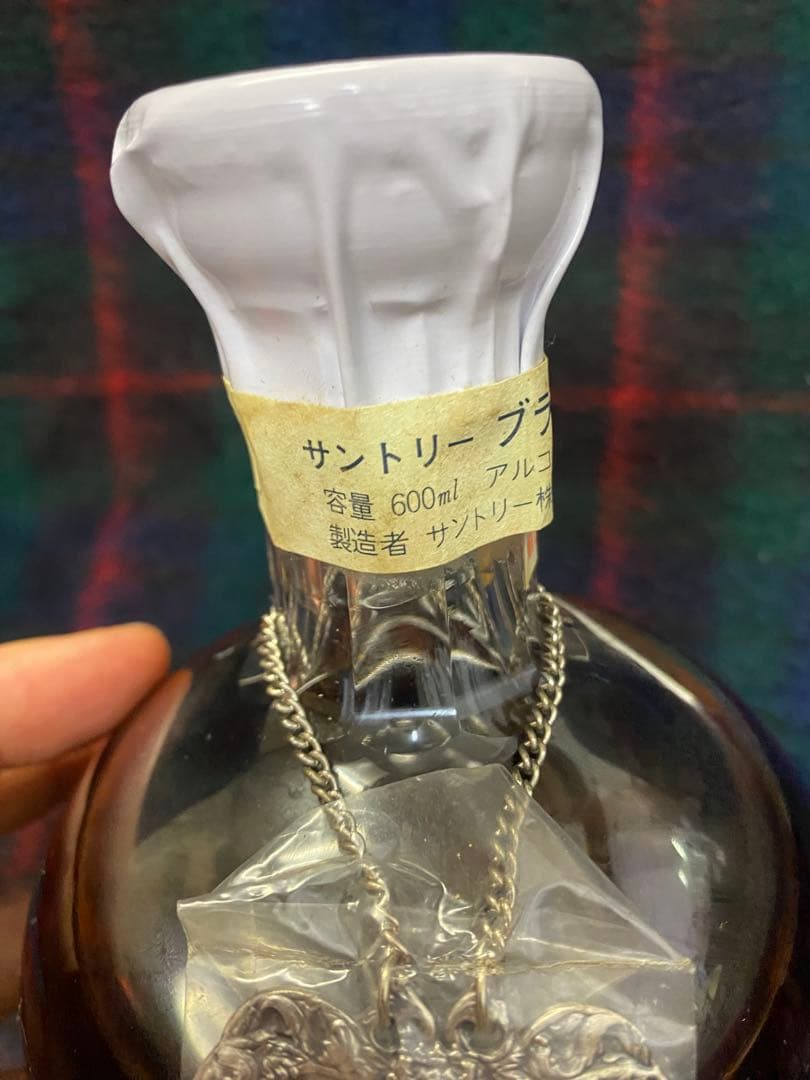 サントリー ブラ
容量 600ml アルコ
製造者 サントリー株